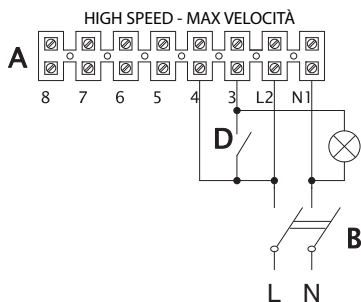 HIGH SPEED - MAX VELOCITÀ
A
8 7 6 5 4 3 L2 N1
D
B
L N